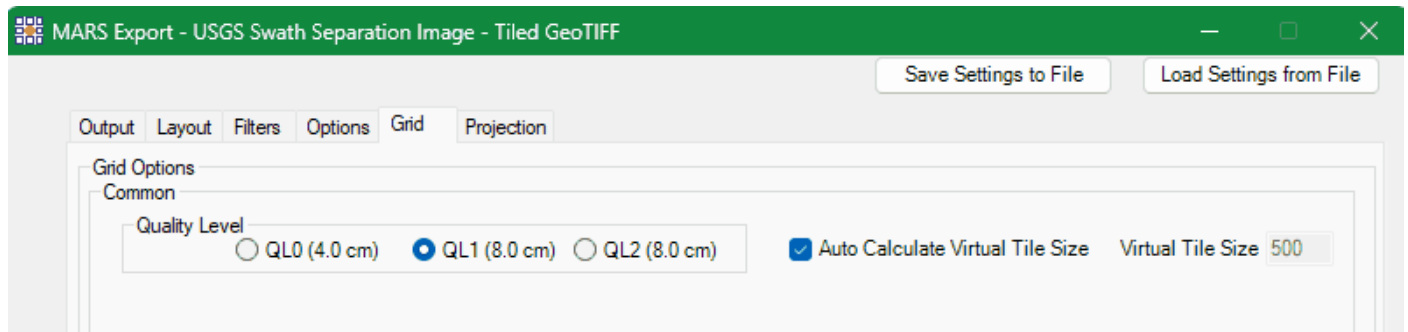 MARS Export - USGS Swath Separation Image - Tiled GeoTIFF
Save Settings to File Load Settings from File
Output Layout Filters Options Grid Projection
Grid Options
Common
Quality Level
QL0 (4.0 cm) QL1 (8.0 cm) QL2 (8.0 cm) Auto Calculate Virtual Tile Size Virtual Tile Size 500